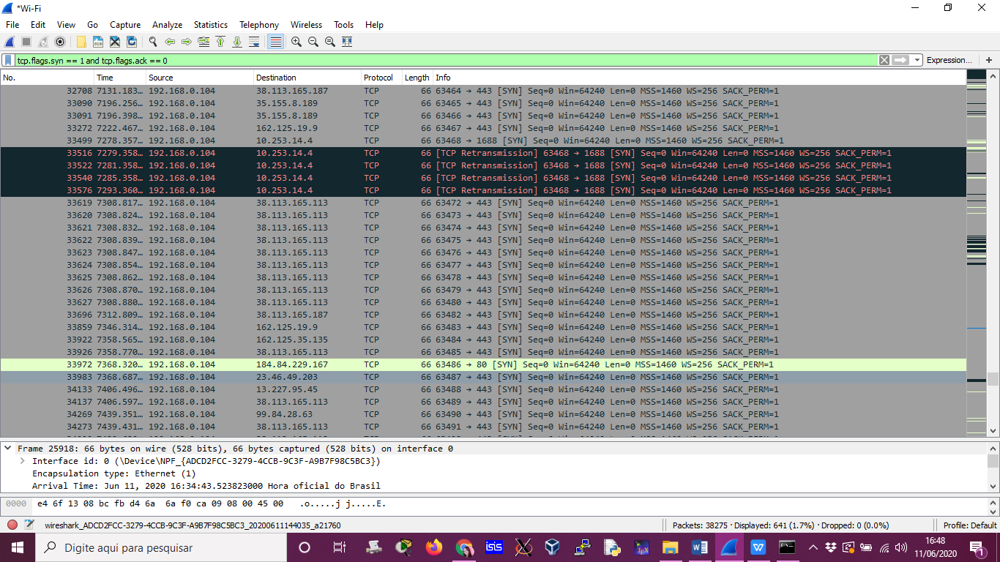 *Wi-Fi
File Edit View Go Capture Analyze Statistics Telephony Wireless Tools Help
tcp.flags.syn == 1 and tcp.flags.ack == 0 Expression… +
No. Time Source Destination Protocol Length Info
32708 7131.183… 192.168.0.104 38.113.165.187 TCP 66 63464 → 443 [SYN] Seq=0 Win=64240 Len=0 MSS=1460 WS=256 SACK_PERM=1
33090 7196.256… 192.168.0.104 35.155.8.189 TCP 66 63465 → 443 [SYN] Seq=0 Win=64240 Len=0 MSS=1460 WS=256 SACK_PERM=1
33091 7196.398… 192.168.0.104 35.155.8.189 TCP 66 63466 → 443 [SYN] Seq=0 Win=64240 Len=0 MSS=1460 WS=256 SACK_PERM=1
33272 7222.467… 192.168.0.104 162.125.19.9 TCP 66 63467 → 443 [SYN] Seq=0 Win=64240 Len=0 MSS=1460 WS=256 SACK_PERM=1
33499 7278.357… 192.168.0.104 10.253.14.4 TCP 66 63468 → 1688 [SYN] Seq=0 Win=64240 Len=0 MSS=1460 WS=256 SACK_PERM=1
33516 7279.358… 192.168.0.104 10.253.14.4 TCP 66 [TCP Retransmission] 63468 → 1688 [SYN] Seq=0 Win=64240 Len=0 MSS=1460 WS=256 SACK_PERM=1
33522 7281.358… 192.168.0.104 10.253.14.4 TCP 66 [TCP Retransmission] 63468 → 1688 [SYN] Seq=0 Win=64240 Len=0 MSS=1460 WS=256 SACK_PERM=1
33540 7285.358… 192.168.0.104 10.253.14.4 TCP 66 [TCP Retransmission] 63468 → 1688 [SYN] Seq=0 Win=64240 Len=0 MSS=1460 WS=256 SACK_PERM=1
33576 7293.360… 192.168.0.104 10.253.14.4 TCP 66 [TCP Retransmission] 63468 → 1688 [SYN] Seq=0 Win=64240 Len=0 MSS=1460 WS=256 SACK_PERM=1
33619 7308.817… 192.168.0.104 38.113.165.113 TCP 66 63472 → 443 [SYN] Seq=0 Win=64240 Len=0 MSS=1460 WS=256 SACK_PERM=1
33620 7308.824… 192.168.0.104 38.113.165.113 TCP 66 63473 → 443 [SYN] Seq=0 Win=64240 Len=0 MSS=1460 WS=256 SACK_PERM=1
33621 7308.832… 192.168.0.104 38.113.165.113 TCP 66 63474 → 443 [SYN] Seq=0 Win=64240 Len=0 MSS=1460 WS=256 SACK_PERM=1
33622 7308.839… 192.168.0.104 38.113.165.113 TCP 66 63475 → 443 [SYN] Seq=0 Win=64240 Len=0 MSS=1460 WS=256 SACK_PERM=1
33623 7308.847… 192.168.0.104 38.113.165.113 TCP 66 63476 → 443 [SYN] Seq=0 Win=64240 Len=0 MSS=1460 WS=256 SACK_PERM=1
33624 7308.854… 192.168.0.104 38.113.165.113 TCP 66 63477 → 443 [SYN] Seq=0 Win=64240 Len=0 MSS=1460 WS=256 SACK_PERM=1
33625 7308.862… 192.168.0.104 38.113.165.113 TCP 66 63478 → 443 [SYN] Seq=0 Win=64240 Len=0 MSS=1460 WS=256 SACK_PERM=1
33626 7308.870… 192.168.0.104 38.113.165.113 TCP 66 63479 → 443 [SYN] Seq=0 Win=64240 Len=0 MSS=1460 WS=256 SACK_PERM=1
33627 7308.880… 192.168.0.104 38.113.165.113 TCP 66 63480 → 443 [SYN] Seq=0 Win=64240 Len=0 MSS=1460 WS=256 SACK_PERM=1
33696 7312.809… 192.168.0.104 38.113.165.187 TCP 66 63482 → 443 [SYN] Seq=0 Win=64240 Len=0 MSS=1460 WS=256 SACK_PERM=1
33859 7346.314… 192.168.0.104 162.125.19.9 TCP 66 63483 → 443 [SYN] Seq=0 Win=64240 Len=0 MSS=1460 WS=256 SACK_PERM=1
33922 7358.565… 192.168.0.104 162.125.35.135 TCP 66 63484 → 443 [SYN] Seq=0 Win=64240 Len=0 MSS=1460 WS=256 SACK_PERM=1
33926 7358.770… 192.168.0.104 38.113.165.113 TCP 66 63485 → 443 [SYN] Seq=0 Win=64240 Len=0 MSS=1460 WS=256 SACK_PERM=1
33972 7368.320… 192.168.0.104 184.84.229.167 TCP 66 63486 → 80 [SYN] Seq=0 Win=64240 Len=0 MSS=1460 WS=256 SACK_PERM=1
33983 7368.687… 192.168.0.104 23.46.49.203 TCP 66 63487 → 443 [SYN] Seq=0 Win=64240 Len=0 MSS=1460 WS=256 SACK_PERM=1
34133 7406.496… 192.168.0.104 13.227.95.45 TCP 66 63488 → 443 [SYN] Seq=0 Win=64240 Len=0 MSS=1460 WS=256 SACK_PERM=1
34137 7406.597… 192.168.0.104 38.113.165.113 TCP 66 63489 → 443 [SYN] Seq=0 Win=64240 Len=0 MSS=1460 WS=256 SACK_PERM=1
34269 7439.351… 192.168.0.104 99.84.28.63 TCP 66 63490 → 443 [SYN] Seq=0 Win=64240 Len=0 MSS=1460 WS=256 SACK_PERM=1
34273 7439.431… 192.168.0.104 38.113.165.113 TCP 66 63491 → 443 [SYN] Seq=0 Win=64240 Len=0 MSS=1460 WS=256 SACK_PERM=1
Frame 25918: 66 bytes on wire (528 bits), 66 bytes captured (528 bits) on interface 0
Interface id: 0 (\Device\NPF_{ADCD2FCC-3279-4CCB-9C3F-A9B7F98C5BC3})
Encapsulation type: Ethernet (1)
Arrival Time: Jun 11, 2020 16:34:43.523823000 Hora oficial do Brasil
0000 e4 6f 13 08 bc fb d4 6a 6a f0 ca 09 08 00 45 00 .o.....j j.....E.
wireshark_ADCD2FCC-3279-4CCB-9C3F-A9B7F98C5BC3_20200611144035_a21760 Packets: 38275 · Displayed: 641 (1.7%) · Dropped: 0 (0.0%) Profile: Default
Digite aqui para pesquisar isis 16:48
11/06/2020 1